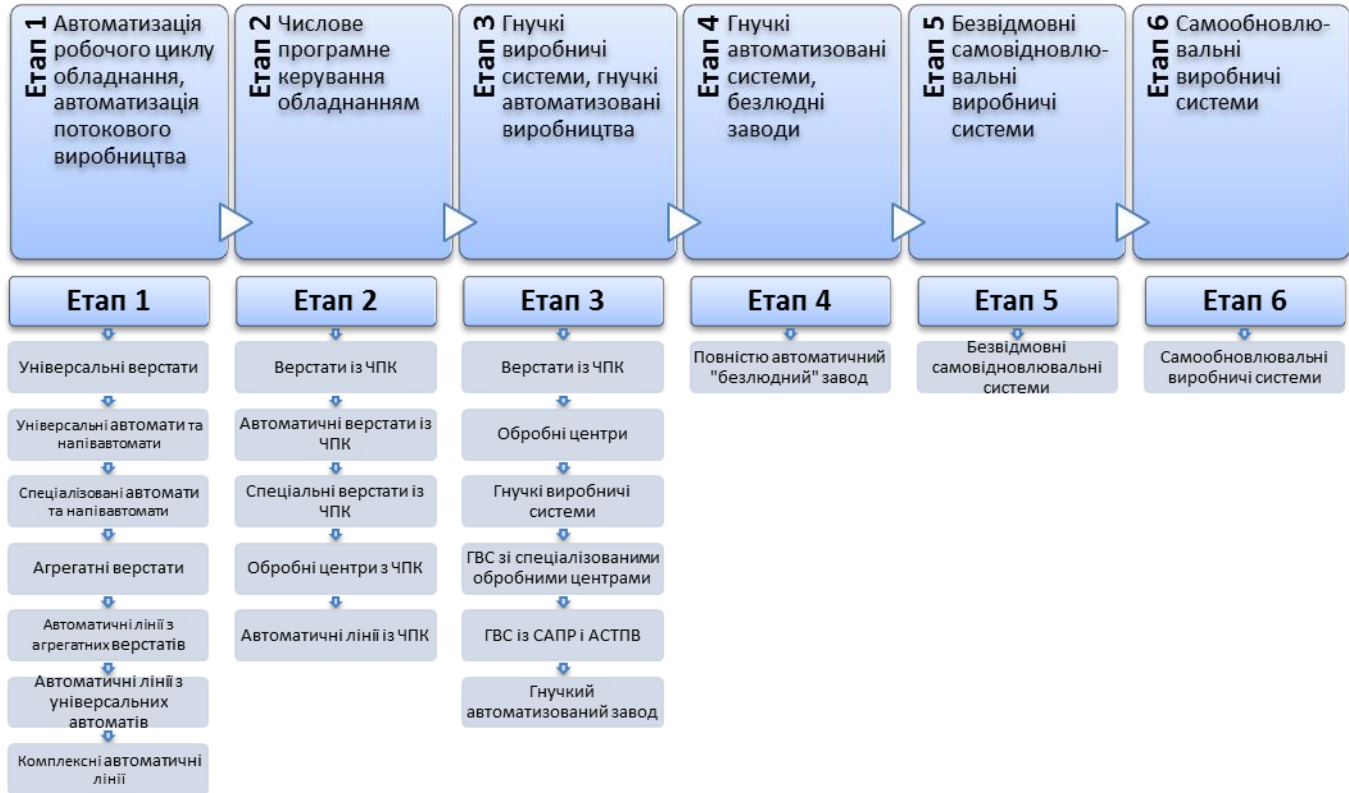 Етап 1
Автоматизація
робочого циклу
обладнання,
автоматизація
потокового
виробництва
Етап 2
Числове
програмне
керування
обладнанням
Етап 3
Гнучкі
виробничі
системи, гнучкі
автоматизовані
виробництва
Етап 4
Гнучкі
автоматизовані
системи,
безлюдні
заводи
Етап 5
Безвідмовні
самовідновлю-
вальні
виробничі
системи
Етап 6
Самообновлю-
вальні
виробничі
системи
Етап 1
Універсальні верстати
Універсальні автомати та
напівавтомати
Спеціалізовані автомати
та напівавтомати
Агрегатні верстати
Автоматичні лінії з
агрегатних верстатів
Автоматичні лінії з
універсальних
автоматів
Комплексні автоматичні
лінії
Етап 2
Верстати із ЧПК
Автоматичні верстати із
ЧПК
Спеціальні верстати із
ЧПК
Обробні центри з ЧПК
Автоматичні лінії із ЧПК
Етап 3
Верстати із ЧПК
Обробні центри
Гнучкі виробничі
системи
ГВС зі спеціалізованими
обробними центрами
ГВС із САПР і АСТПВ
Гнучкий
автоматизований завод
Етап 4
Повністю автоматичний
"безлюдний" завод
Етап 5
Безвідмовні
самовідновлювальні
системи
Етап 6
Самообновлювальні
виробничі системи